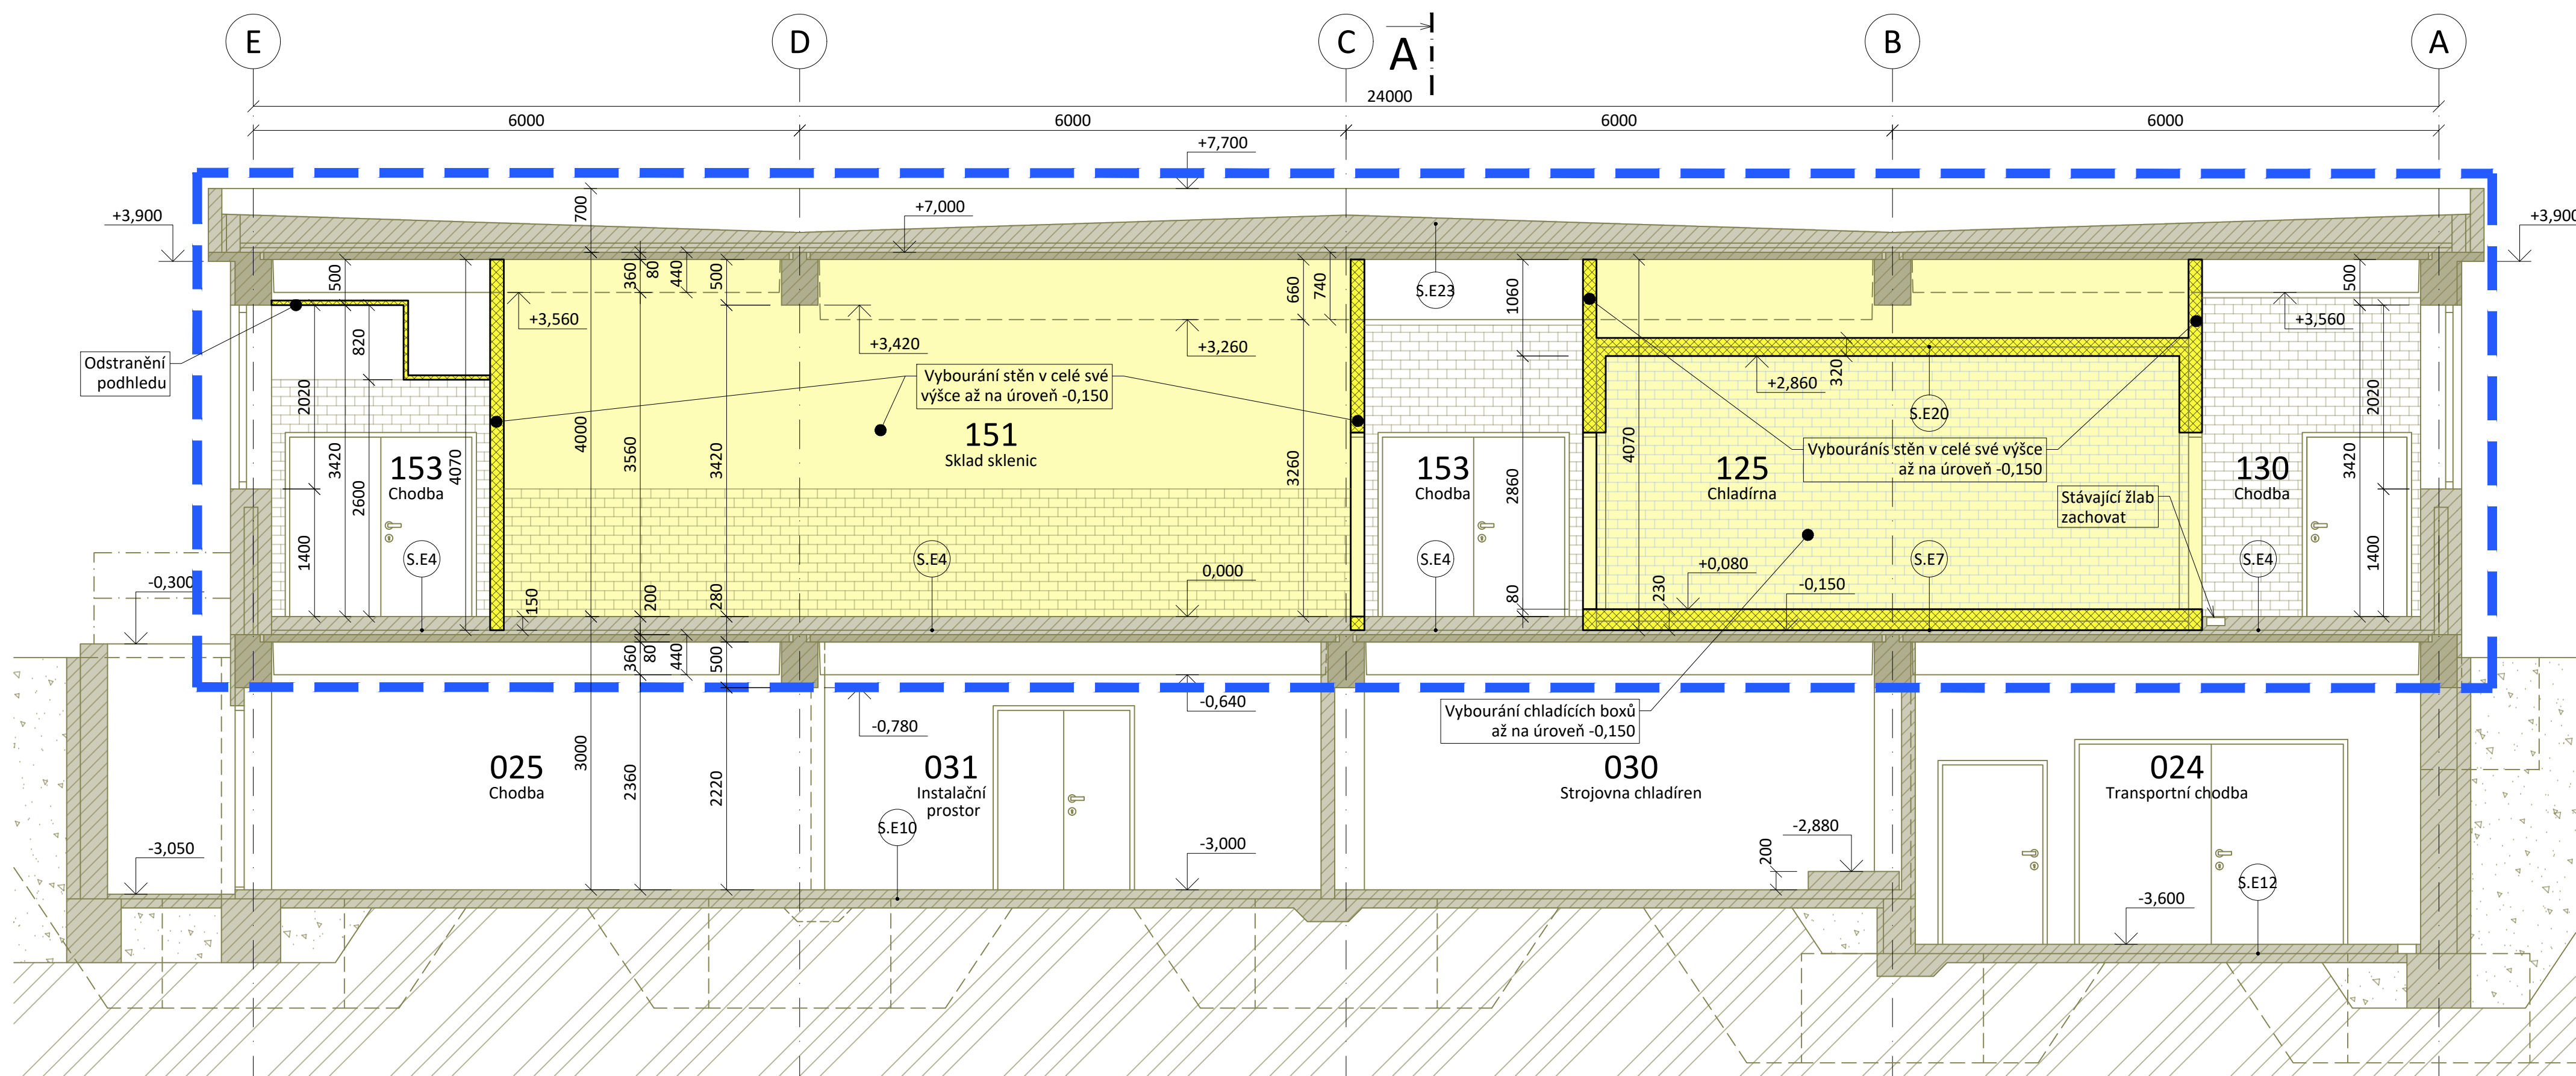 E
D
C
A
B
A
24000
6000
6000
6000
6000
+7,700
+3,900
700
+7,000
+3,900
500
360
80
440
500
660
740
S.E23
1060
500
+3,560
+3,420
+3,260
+3,560
820
320
+2,860
Odstranění
podhledu
Vybourání stěn v celé své
výšce až na úroveň -0,150
S.E20
2020
2020
4000
3560
3420
3260
4070
151
Sklad sklenic
Vybouránís stěn v celé své výšce
až na úroveň -0,150
153
Chodba
3420
4070
2600
153
Chodba
2860
125
Chladírna
130
Chodba
3420
Stávající žlab
zachovat
1400
S.E4
S.E4
S.E4
S.E7
S.E4
1400
-0,300
150
200
280
0,000
80
230
+0,080
-0,150
360
80
440
500
-0,640
-0,780
Vybourání chladících boxů
až na úroveň -0,150
3000
2360
2220
025
Chodba
031
Instalační
prostor
030
Strojovna chladíren
024
Transportní chodba
S.E10
-3,050
-3,000
200
-2,880
S.E12
-3,600